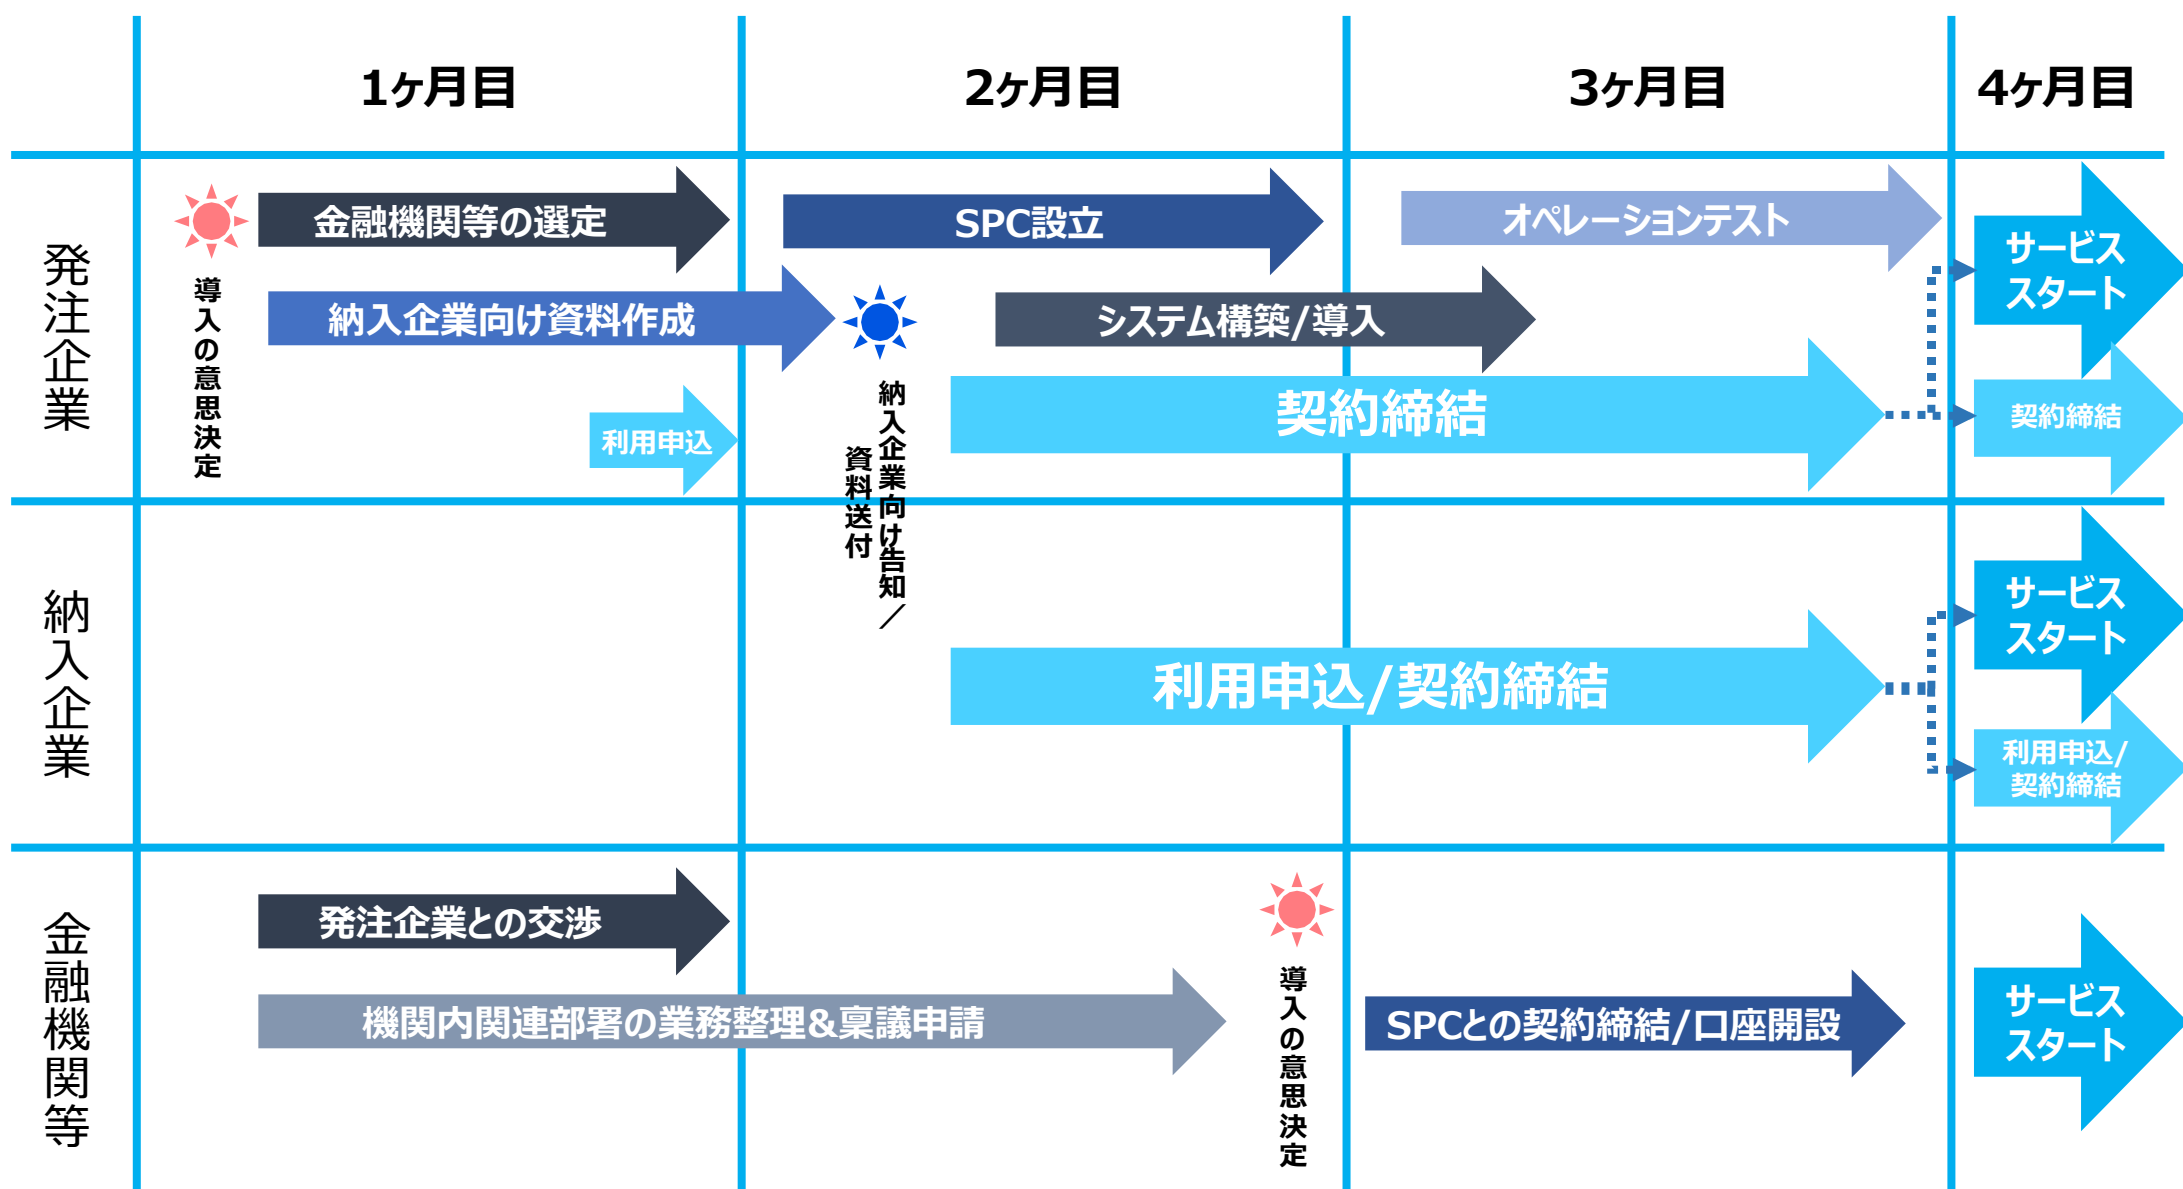 1ヶ月目
2ヶ月目
3ヶ月目
4ヶ月目
発注企業
導入の意思決定
金融機関等の選定
SPC設立
オペレーションテスト
サービス
スタート
納入企業向け資料作成
システム構築/導入
利用申込
納入企業向け告知／
資料送付
契約締結
契約締結
納入企業
利用申込/契約締結
サービス
スタート
利用申込/
契約締結
金融機関等
発注企業との交渉
機関内関連部署の業務整理&稟議申請
導入の意思決定
SPCとの契約締結/口座開設
サービス
スタート